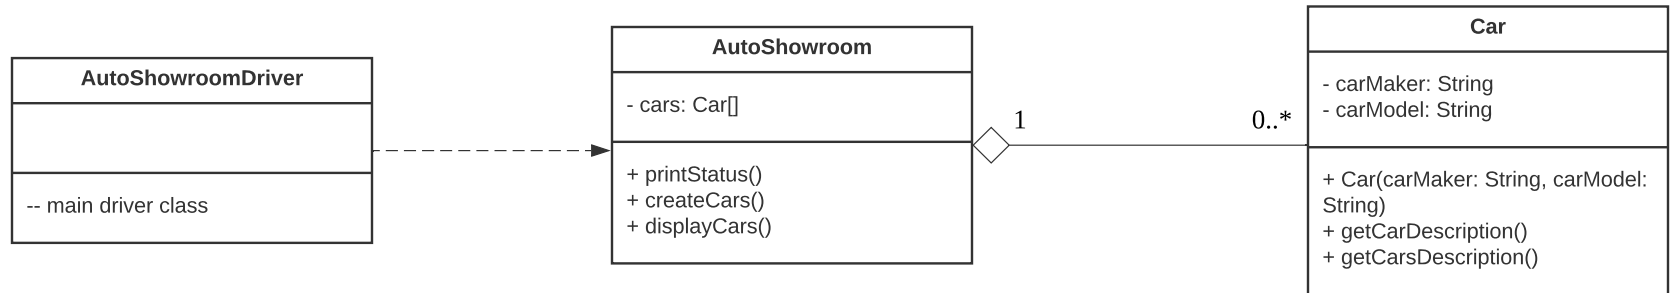 AutoShowroomDriver
-- main driver class
AutoShowroom
- cars: Car[]
+ printStatus()
+ createCars()
+ displayCars()
1
0..*
Car
- carMaker: String
- carModel: String
+ Car(carMaker: String, carModel:
String)
+ getCarDescription()
+ getCarsDescription()